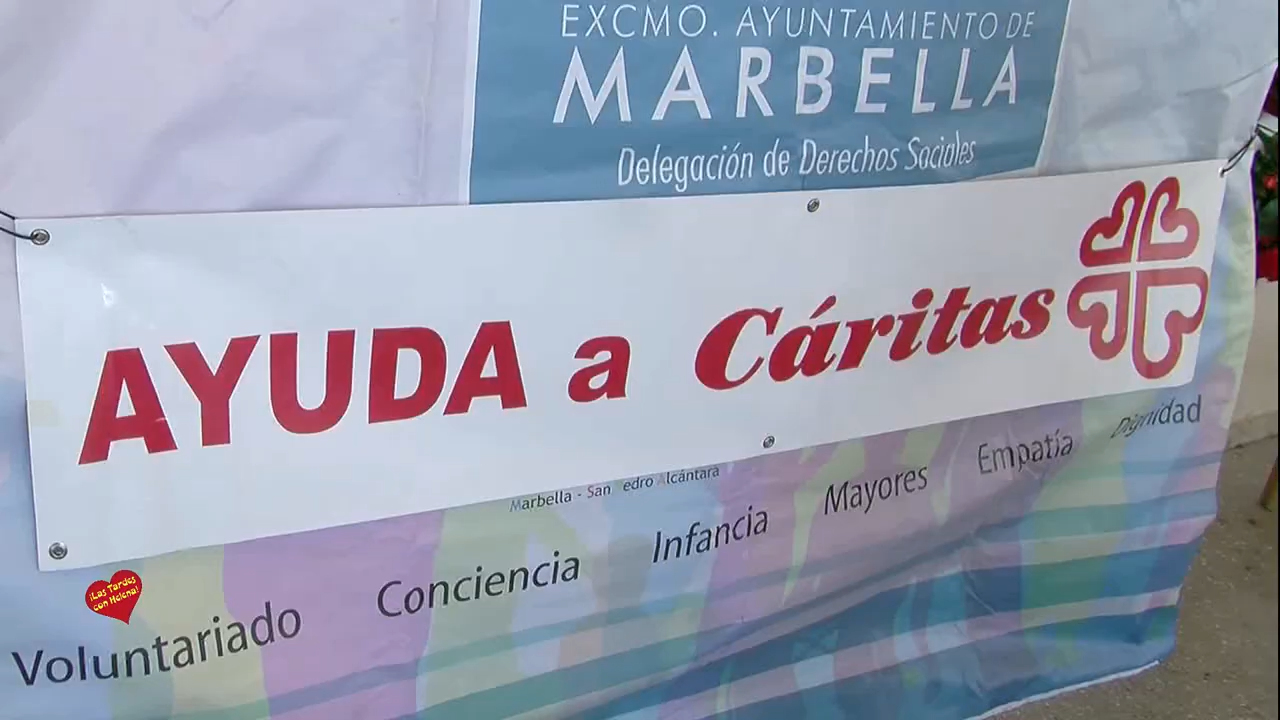 EXCMO. AYUNTAMIENTO DE
MARBELLA
Delegación de Derechos Sociales
AYUDA a Cáritas
Marbella - San edro Alcántara
Voluntariado Conciencia Infancia Mayores Empatía Dignidad
¡Las Tardes
con Helena!